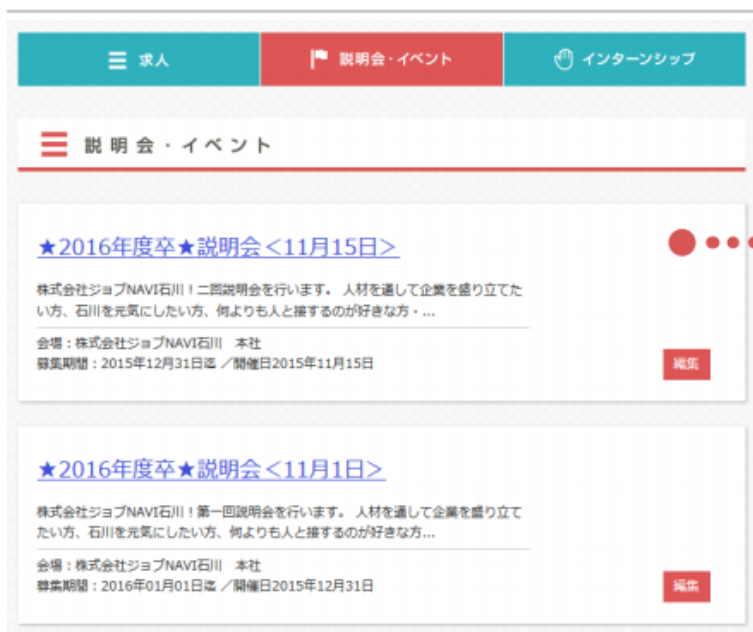 求人
説明会・イベント
インターンシップ
説明会・イベント
★2016年度卒★説明会<11月15日>
株式会社ジョブNAVI石川！二回説明会を行います。 人材を通して企業を盛り立てた
い方、石川を元気にしたい方、何よりも人と接するのが好きな方・...
会場：株式会社ジョブNAVI石川　本社
募集期間：2015年12月31日迄 ／開催日2015年11月15日
編集
★2016年度卒★説明会<11月1日>
株式会社ジョブNAVI石川！第一回説明会を行います。 人材を通して企業を盛り立て
たい方、石川を元気にしたい方、何よりも人と接するのが好きな方...
会場：株式会社ジョブNAVI石川　本社
募集期間：2016年01月01日迄 ／開催日2015年12月31日
編集